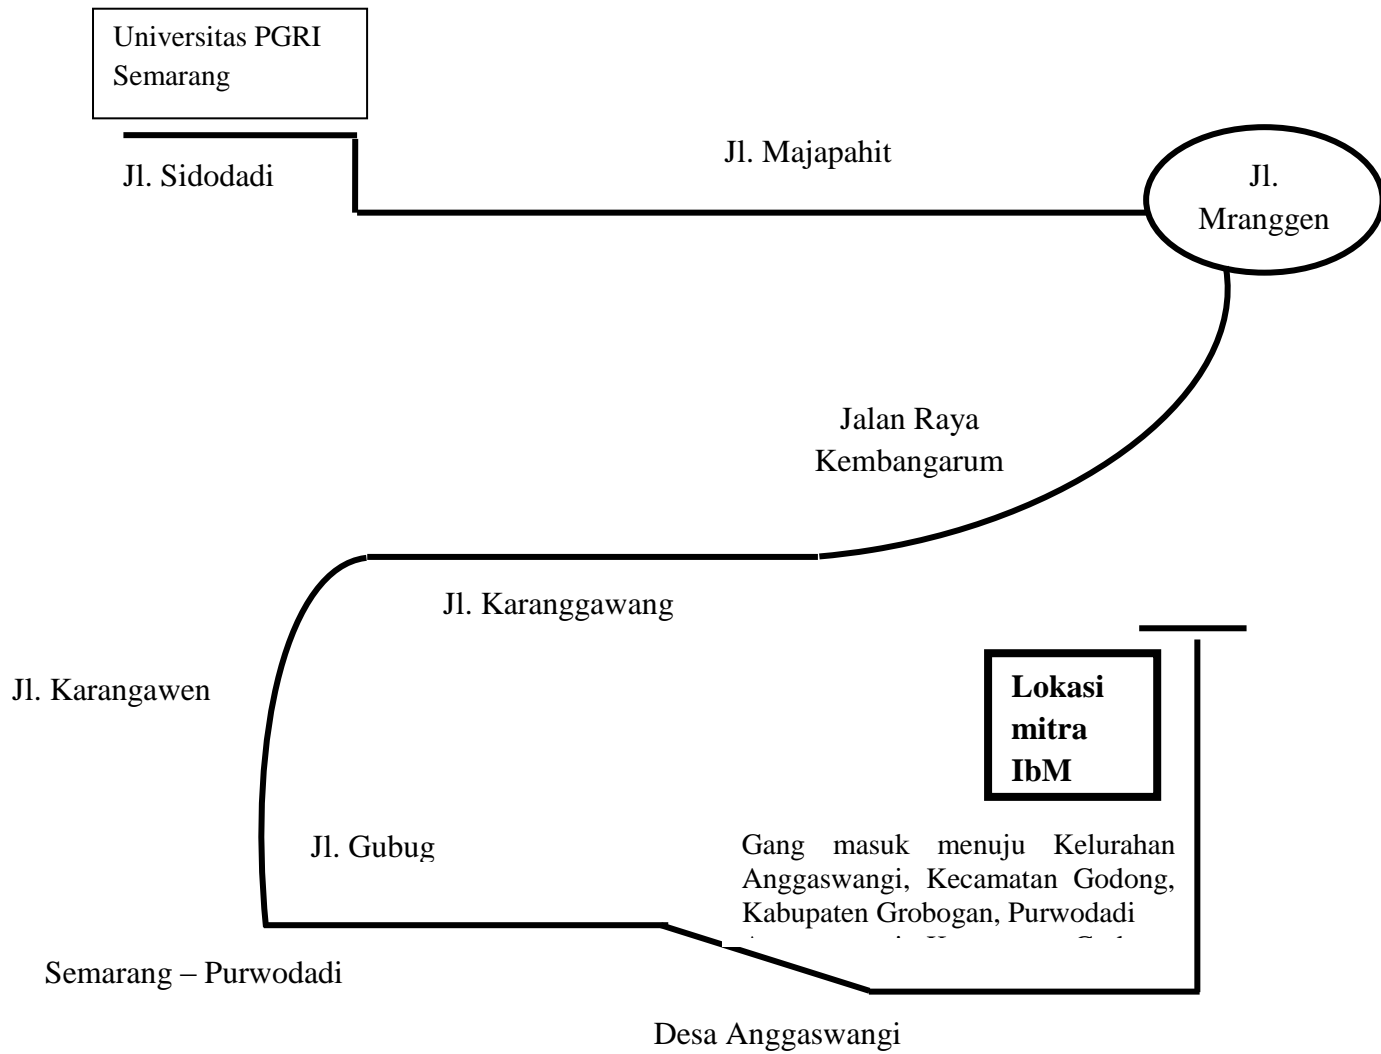 Universitas PGRI
Semarang
Jl. Sidodadi
Jl. Majapahit
Jl.
Mranggen
Jalan Raya
Kembangarum
Jl. Karanggawang
Jl. Karangawen
Lokasi
mitra
IbM
Jl. Gubug
Gang masuk menuju Kelurahan
Anggaswangi, Kecamatan Godong,
Kabupaten Grobogan, Purwodadi
Semarang – Purwodadi
Desa Anggaswangi